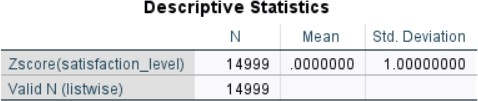 Descriptive Statistics
N Mean Std. Deviation
Zscore(satisfaction_level) 14999 .0000000 1.00000000
Valid N (listwise) 14999